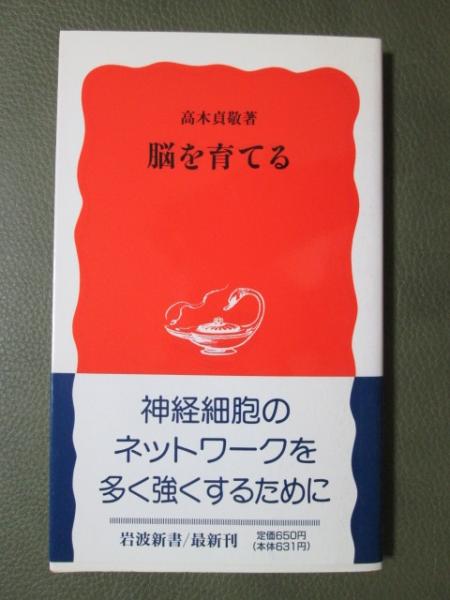 高木貞敬著
脳を育てる
神経細胞の
ネットワークを
多く強くするために
岩波新書/最新刊
定価650円
(本体631円)